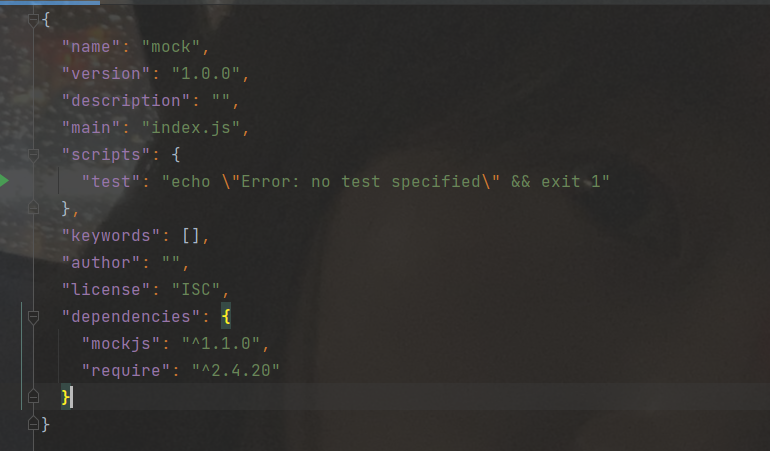 {
  "name": "mock",
  "version": "1.0.0",
  "description": "",
  "main": "index.js",
  "scripts": {
    "test": "echo \"Error: no test specified\" && exit 1"
  },
  "keywords": [],
  "author": "",
  "license": "ISC",
  "dependencies": {
    "mockjs": "^1.1.0",
    "require": "^2.4.20"
  }
}